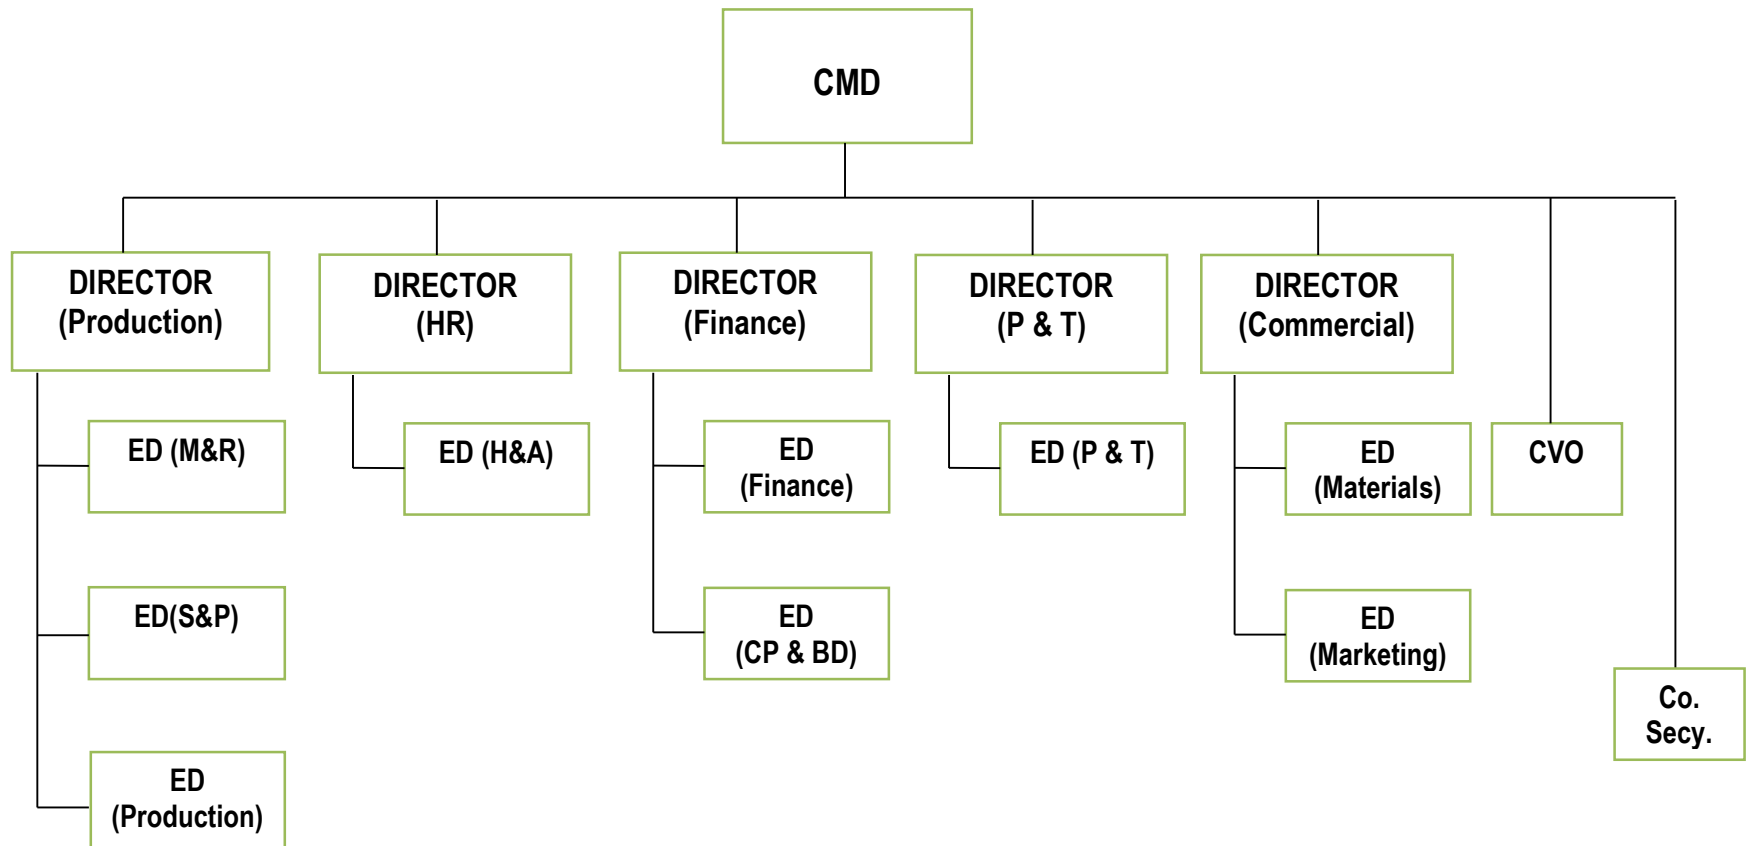 CMD
DIRECTOR
(Production)
DIRECTOR
(HR)
DIRECTOR
(Finance)
DIRECTOR
(P & T)
DIRECTOR
(Commercial)
ED (M&R)
ED (H&A)
ED
(Finance)
ED (P & T)
ED
(Materials)
CVO
ED(S&P)
ED
(CP & BD)
ED
(Marketing)
Co.
Secy.
ED
(Production)